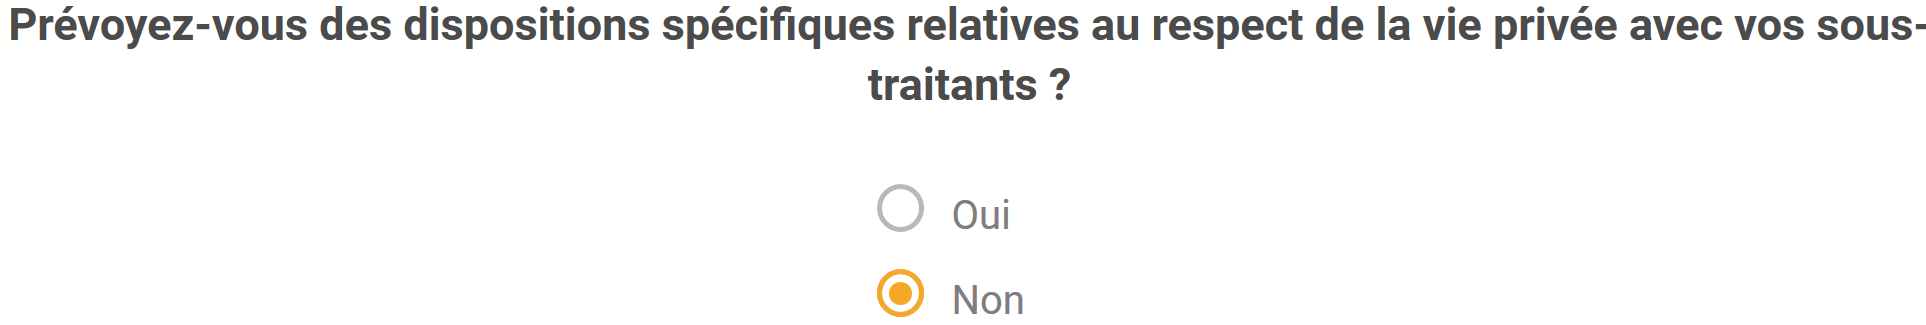 Prévoyez-vous des dispositions spécifiques relatives au respect de la vie privée avec vos sous-
traitants ?
Oui
Non